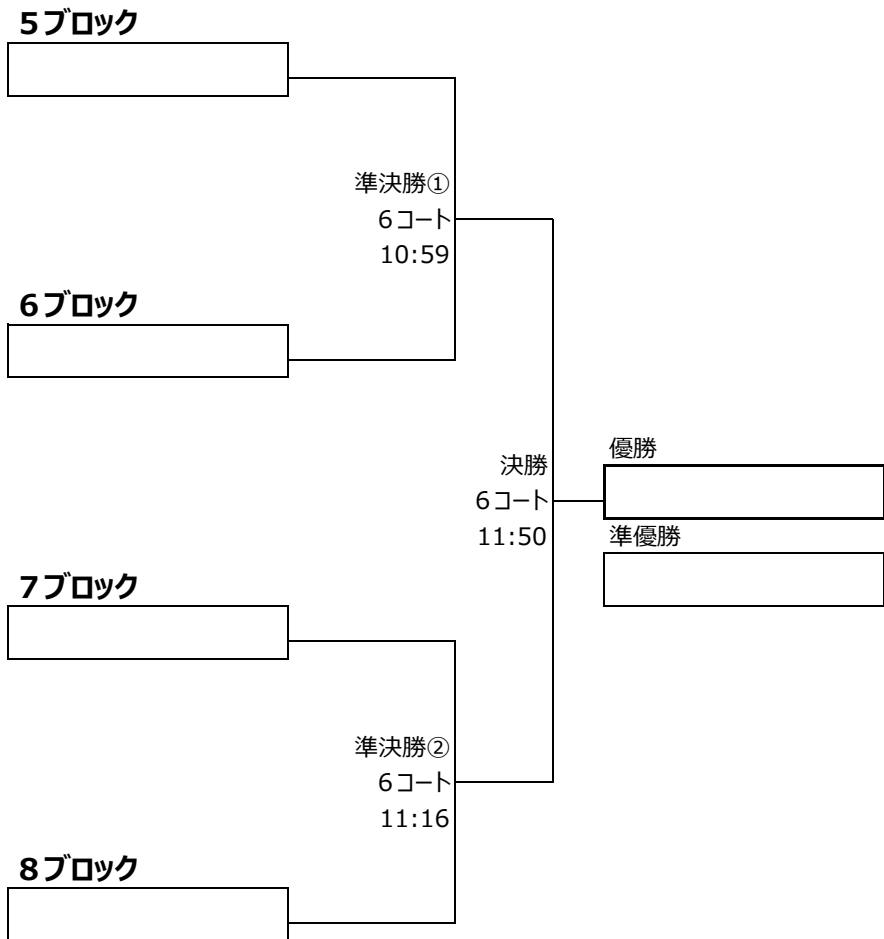 5ブロック
準決勝①
6コート
10:59
6ブロック
決勝
6コート
11:50
優勝
準優勝
7ブロック
準決勝②
6コート
11:16
8ブロック